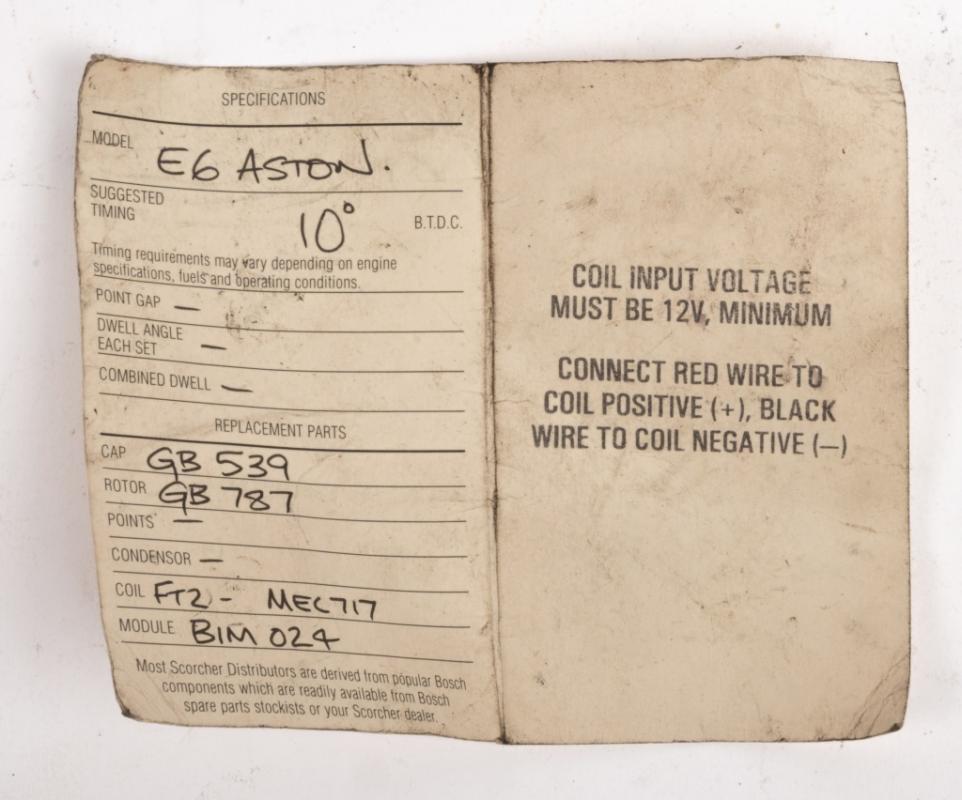 SPECIFICATIONS
MODEL E6 ASTON.
SUGGESTED
TIMING 10° B.T.D.C.
Timing requirements may vary depending on engine
specifications, fuels and operating conditions.
POINT GAP —
DWELL ANGLE
EACH SET —
COMBINED DWELL —
REPLACEMENT PARTS
CAP GB 539
ROTOR GB 787
POINTS —
CONDENSOR —
COIL FT2 - MEC717
MODULE BIM 024
Most Scorcher Distributors are derived from popular Bosch
components which are readily available from Bosch
spare parts stockists or your Scorcher dealer.
COIL INPUT VOLTAGE
MUST BE 12V, MINIMUM
CONNECT RED WIRE TO
COIL POSITIVE (+), BLACK
WIRE TO COIL NEGATIVE (—)